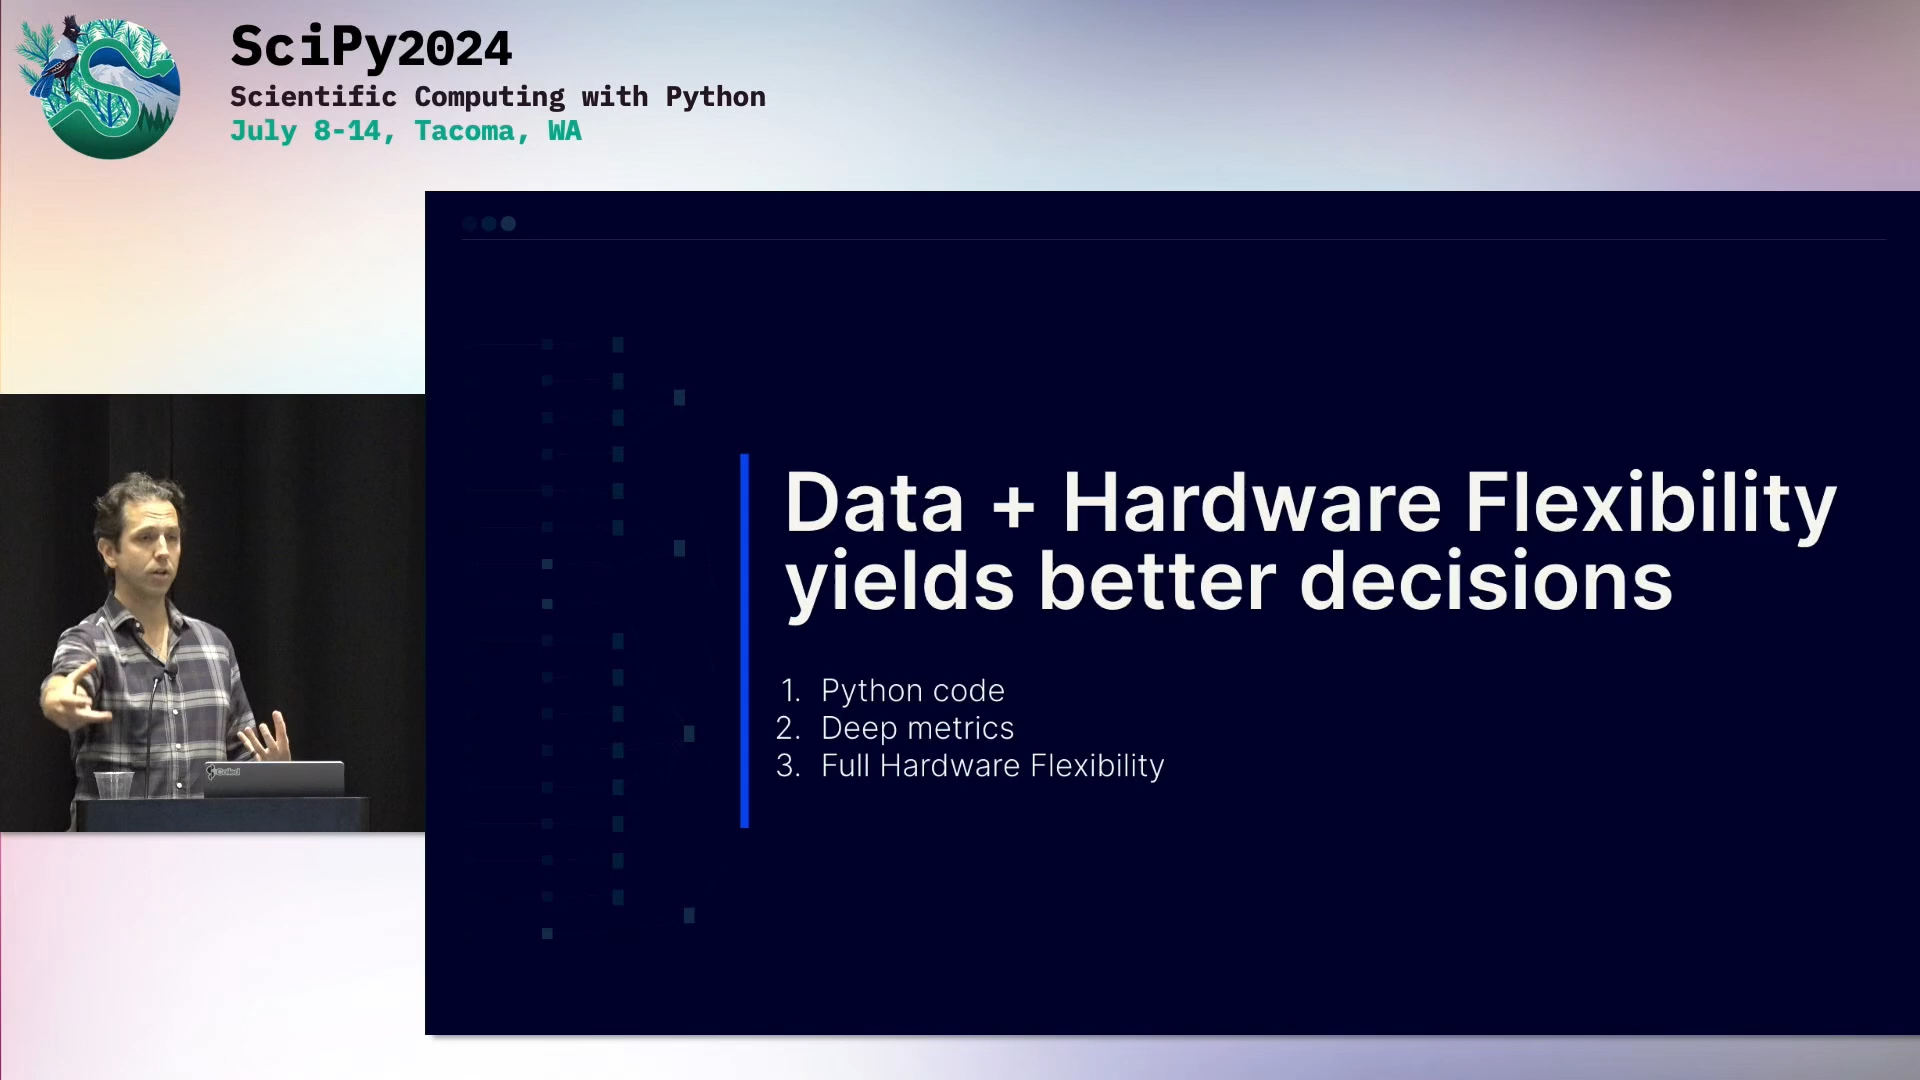 SciPy2024
Scientific Computing with Python
July 8-14, Tacoma, WA
Data + Hardware Flexibility
yields better decisions
1. Python code
2. Deep metrics
3. Full Hardware Flexibility
Coiled